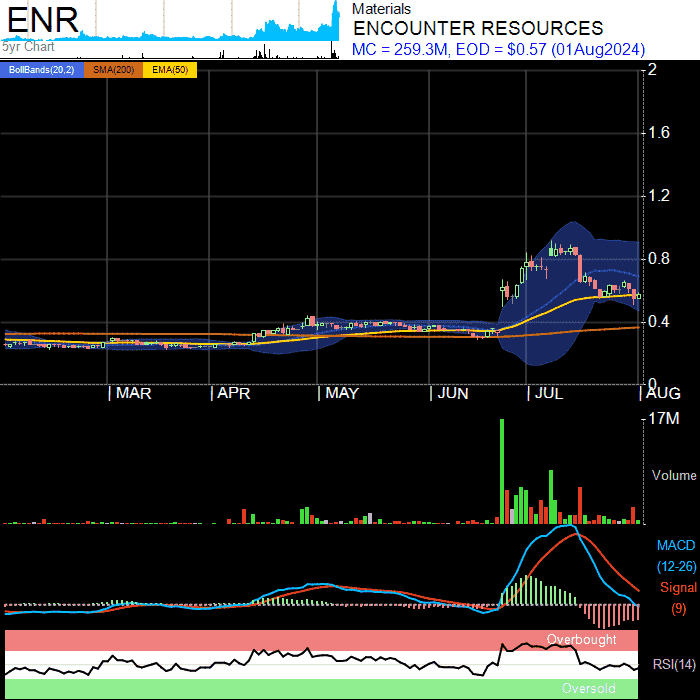 ENR
5yr Chart
Materials
ENCOUNTER RESOURCES
MC = 259.3M, EOD = $0.57 (01Aug2024)
BollBands(20,2) SMA(200) EMA(50)
2
1.6
1.2
0.8
0.4
0
MAR APR MAY JUN JUL AUG
17M
Volume
MACD
(12-26)
Signal
(9)
Overbought
RSI(14)
Oversold